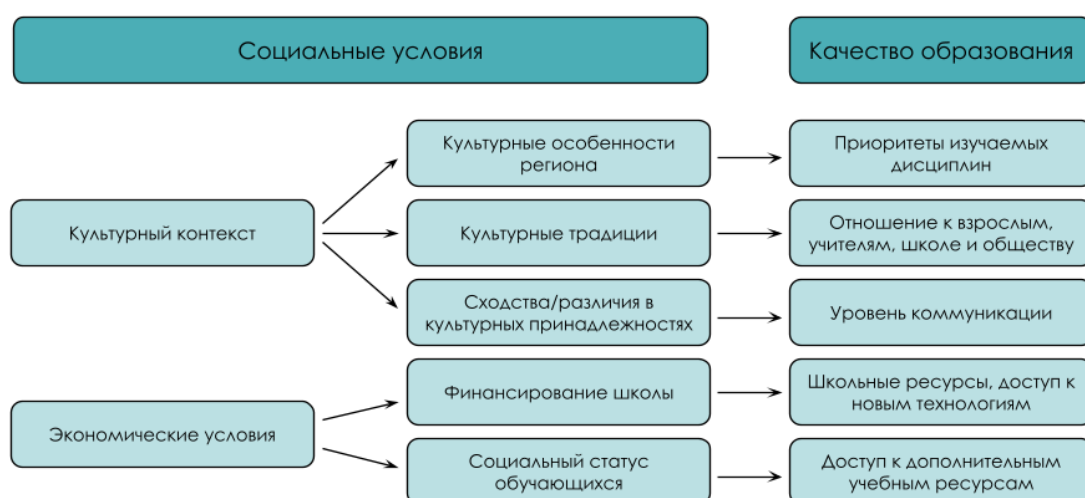 Социальные условия
Качество образования
Культурные особенности
региона
Приоритеты изучаемых
дисциплин
Культурный контекст
Культурные традиции
Отношение к взрослым,
учителям, школе и обществу
Сходства/различия в
культурных принадлежностях
Уровень коммуникации
Финансирование школы
Школьные ресурсы, доступ к
новым технологиям
Экономические условия
Социальный статус
обучающихся
Доступ к дополнительным
учебным ресурсам